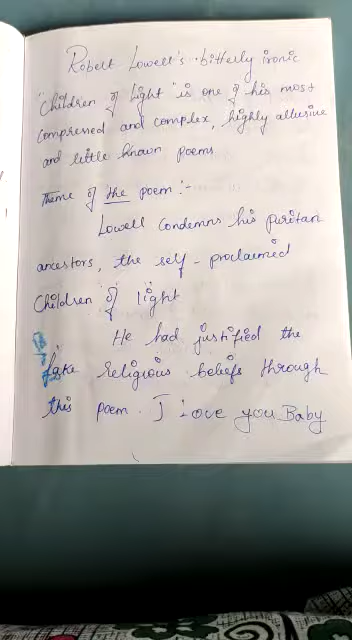 Robert Lowell's bitterly ironic
"Children of Light" is one of his most
compressed and complex, highly allusive
and little known poems
Theme of the poem :-
Lowell Condemns his puritan
ancestors, the self - proclaimed
Children of light
He had justified the
fake religious beliefs through
this poem. I Love you Baby